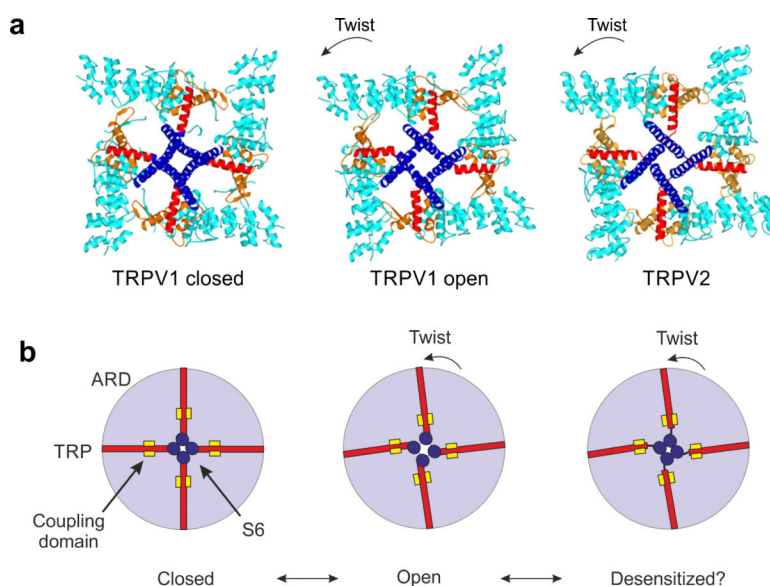 a
Twist
Twist
TRPV1 closed
TRPV1 open
TRPV2
b
Twist
Twist
ARD
TRP
Coupling
domain
S6
Closed
Open
Desensitized?